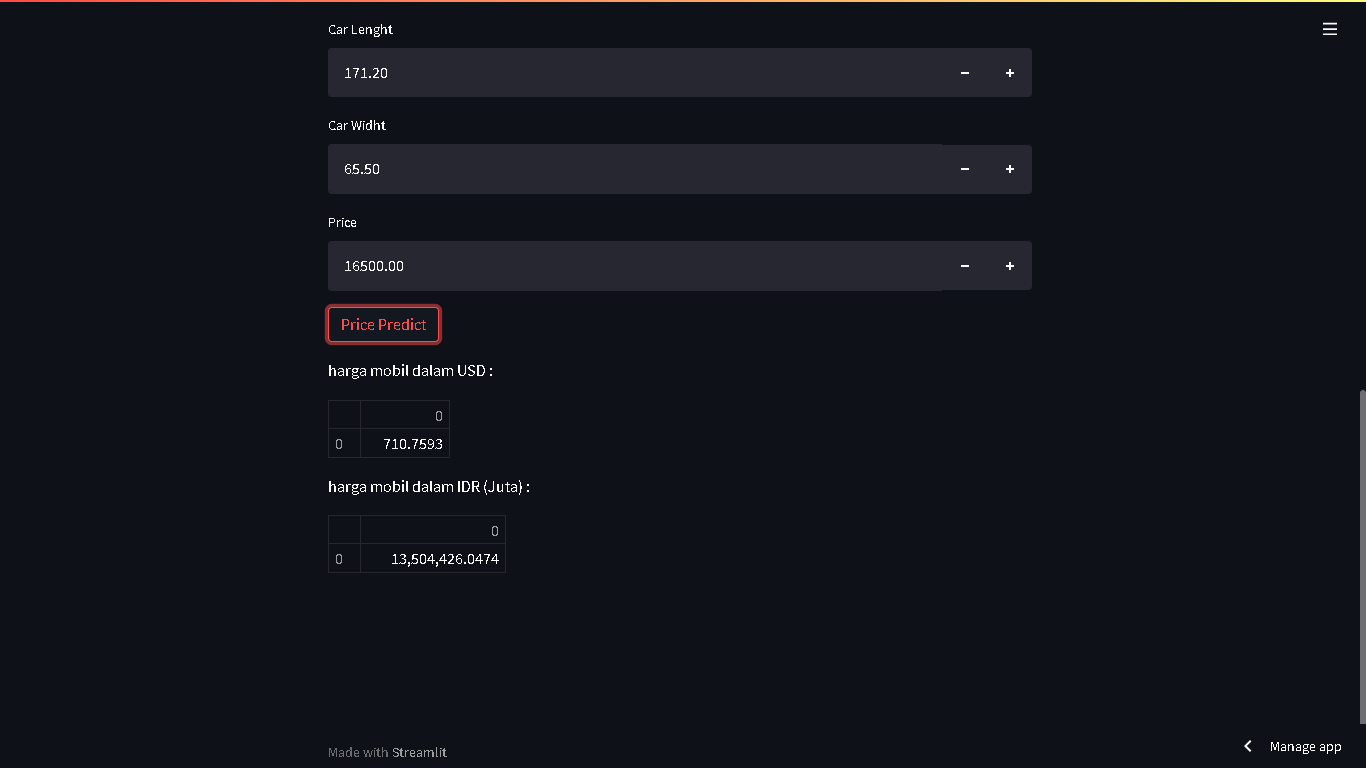 Car Lenght
171.20
Car Widht
65.50
Price
16500.00
Price Predict
harga mobil dalam USD :
0
0 710.7593
harga mobil dalam IDR (Juta) :
0
0 13,504,426.0474
Made with Streamlit
Manage app